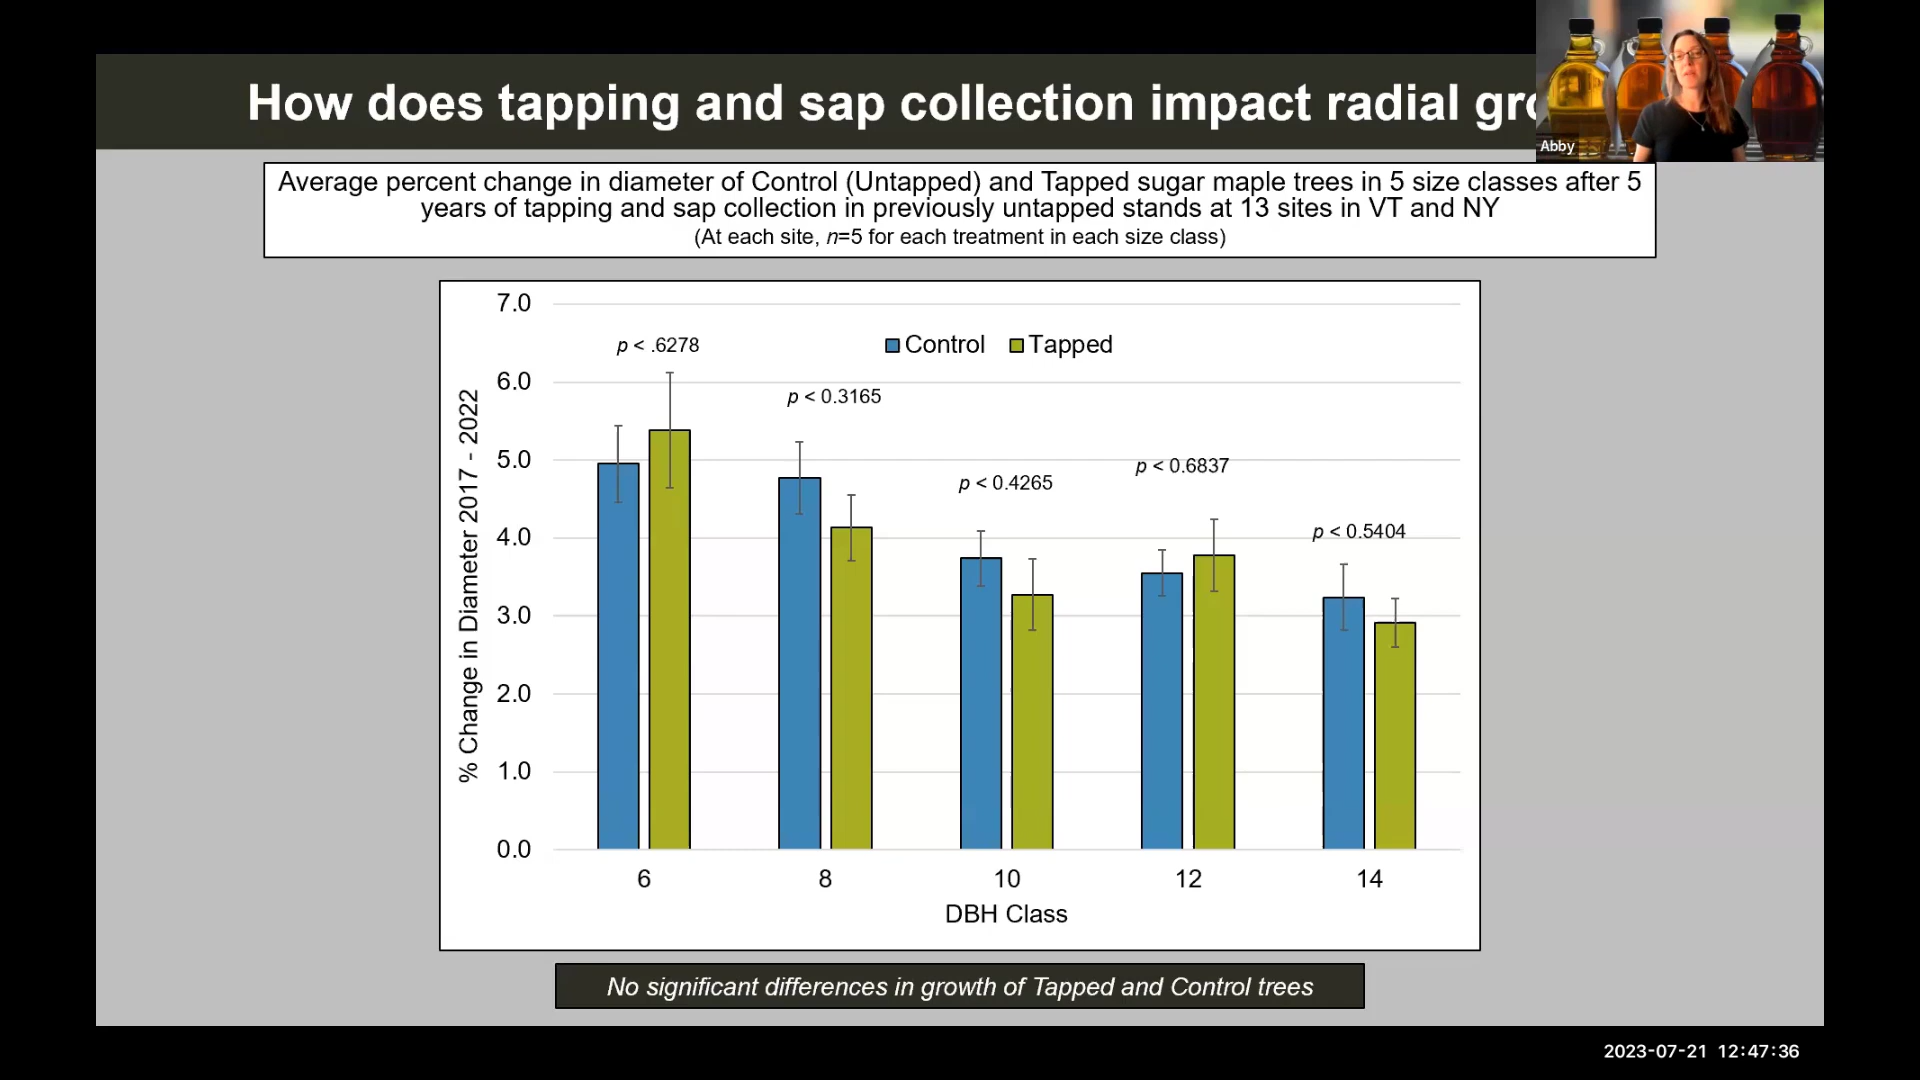 How does tapping and sap collection impact radial gro
Abby
Average percent change in diameter of Control (Untapped) and Tapped sugar maple trees in 5 size classes after 5
years of tapping and sap collection in previously untapped stands at 13 sites in VT and NY
(At each site, n=5 for each treatment in each size class)
7.0
p < .6278
Control Tapped
6.0
p < 0.3165
5.0
p < 0.4265
p < 0.6837
4.0
p < 0.5404
3.0
2.0
1.0
0.0
% Change in Diameter 2017 - 2022
6 8 10 12 14
DBH Class
No significant differences in growth of Tapped and Control trees
2023-07-21 12:47:36